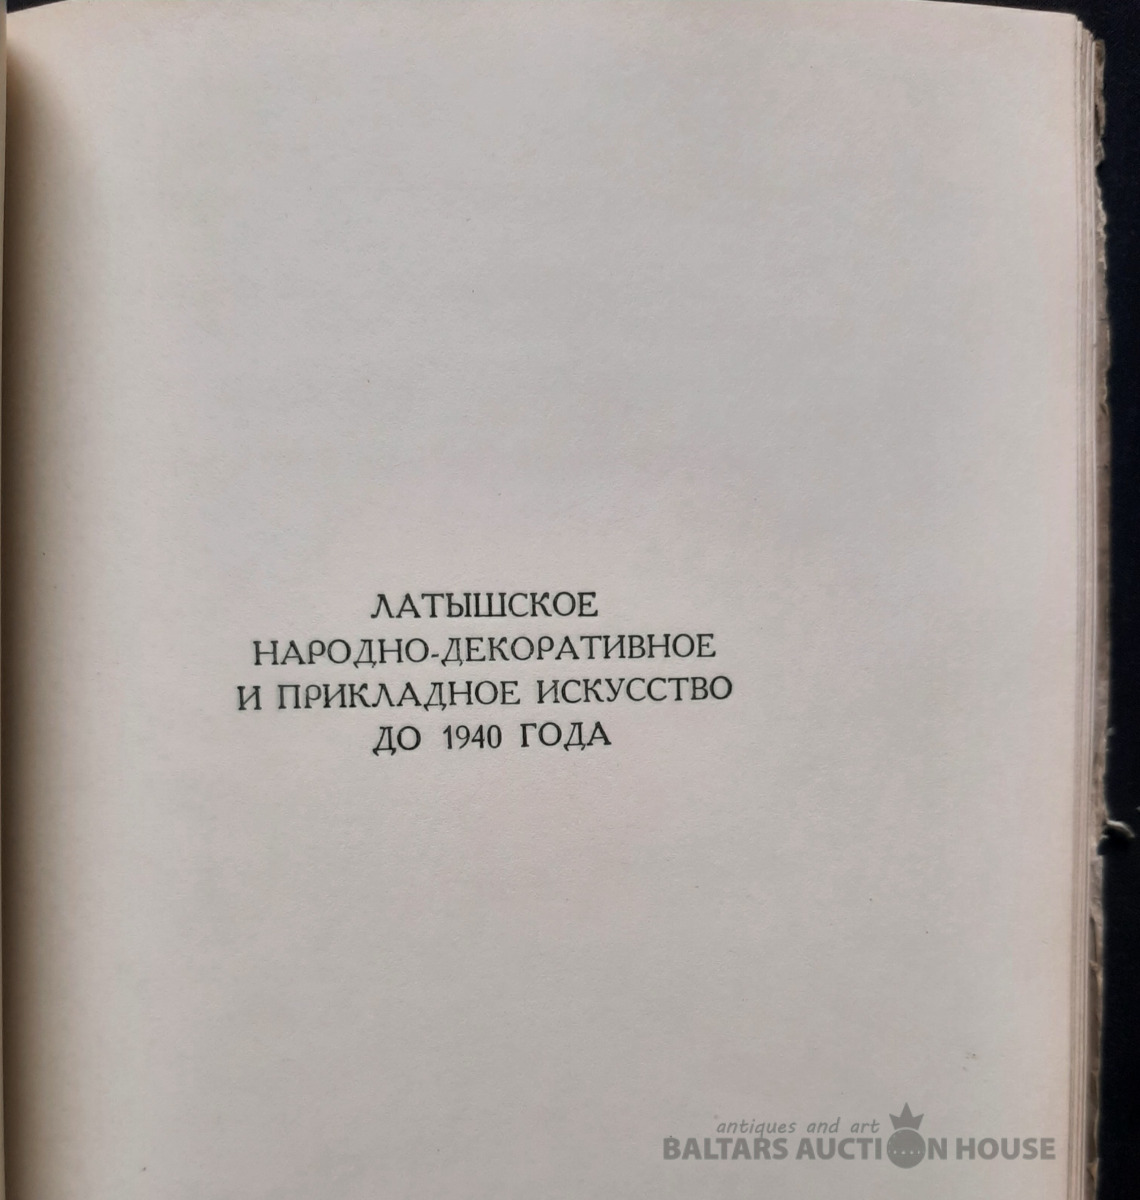 ЛАТЫШСКОЕ
НАРОДНО-ДЕКОРАТИВНОЕ
И ПРИКЛАДНОЕ ИСКУССТВО
ДО 1940 ГОДА
antiques and art
BALTARS AUCTION HOUSE